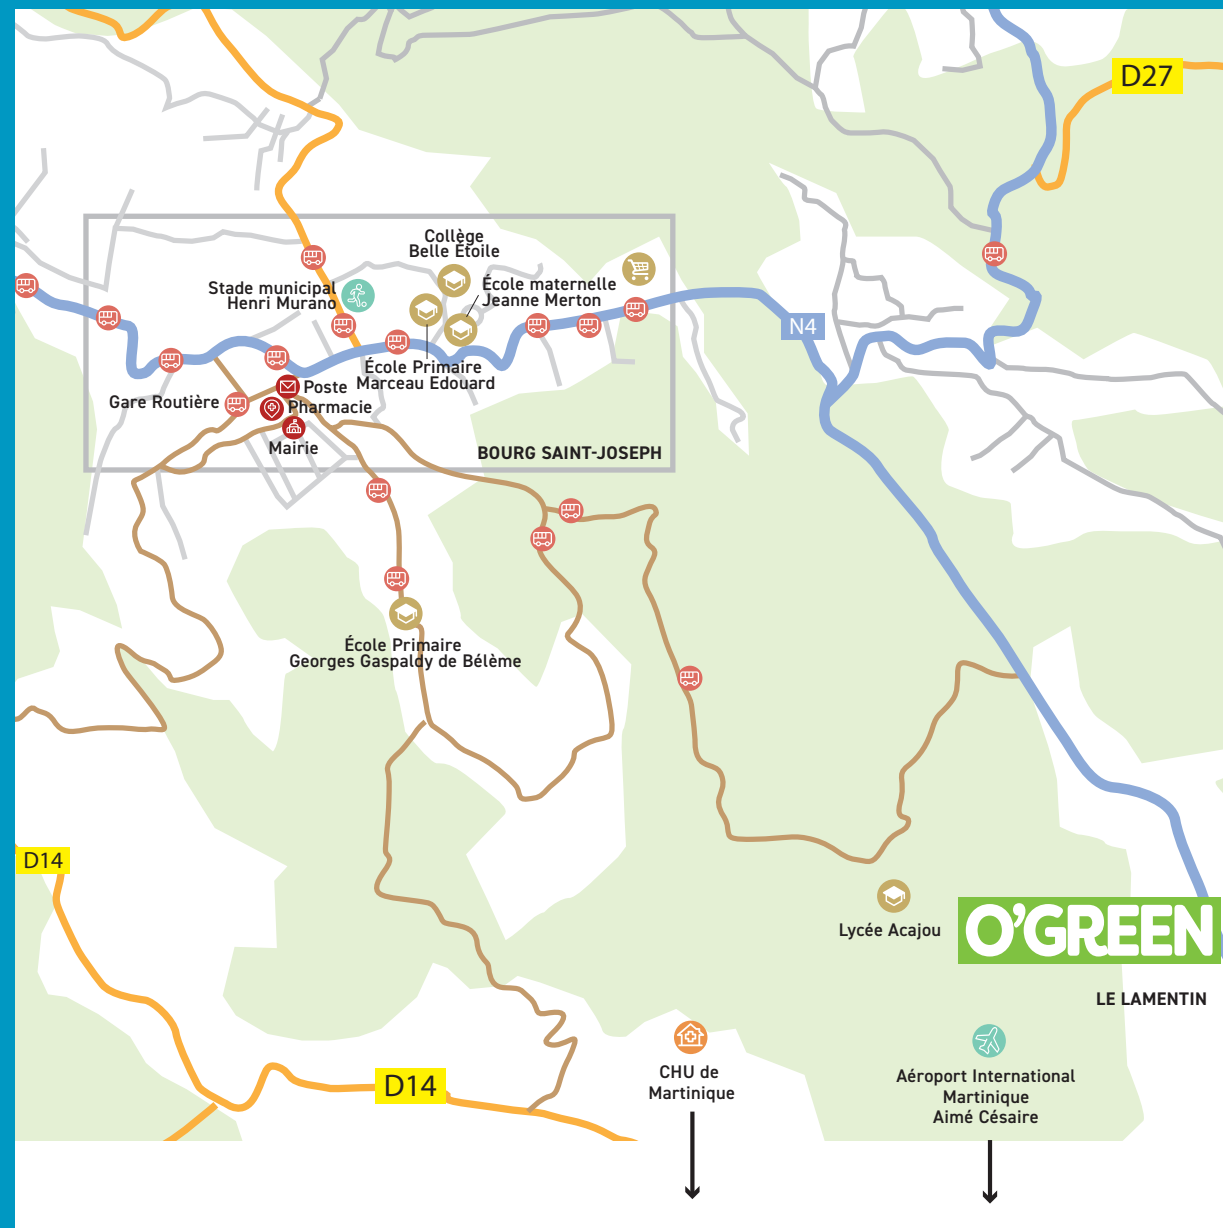 D27
Collège
Belle Étoile
Stade municipal
Henri Murano
École maternelle
Jeanne Merton
N4
École Primaire
Marceau Edouard
Poste
Gare Routière
Pharmacie
Mairie
BOURG SAINT-JOSEPH
École Primaire
Georges Gaspaldy de Bélème
D14
Lycée Acajou
O'GREEN
LE LAMENTIN
CHU de
Martinique
Aéroport International
Martinique
Aimé Césaire
D14